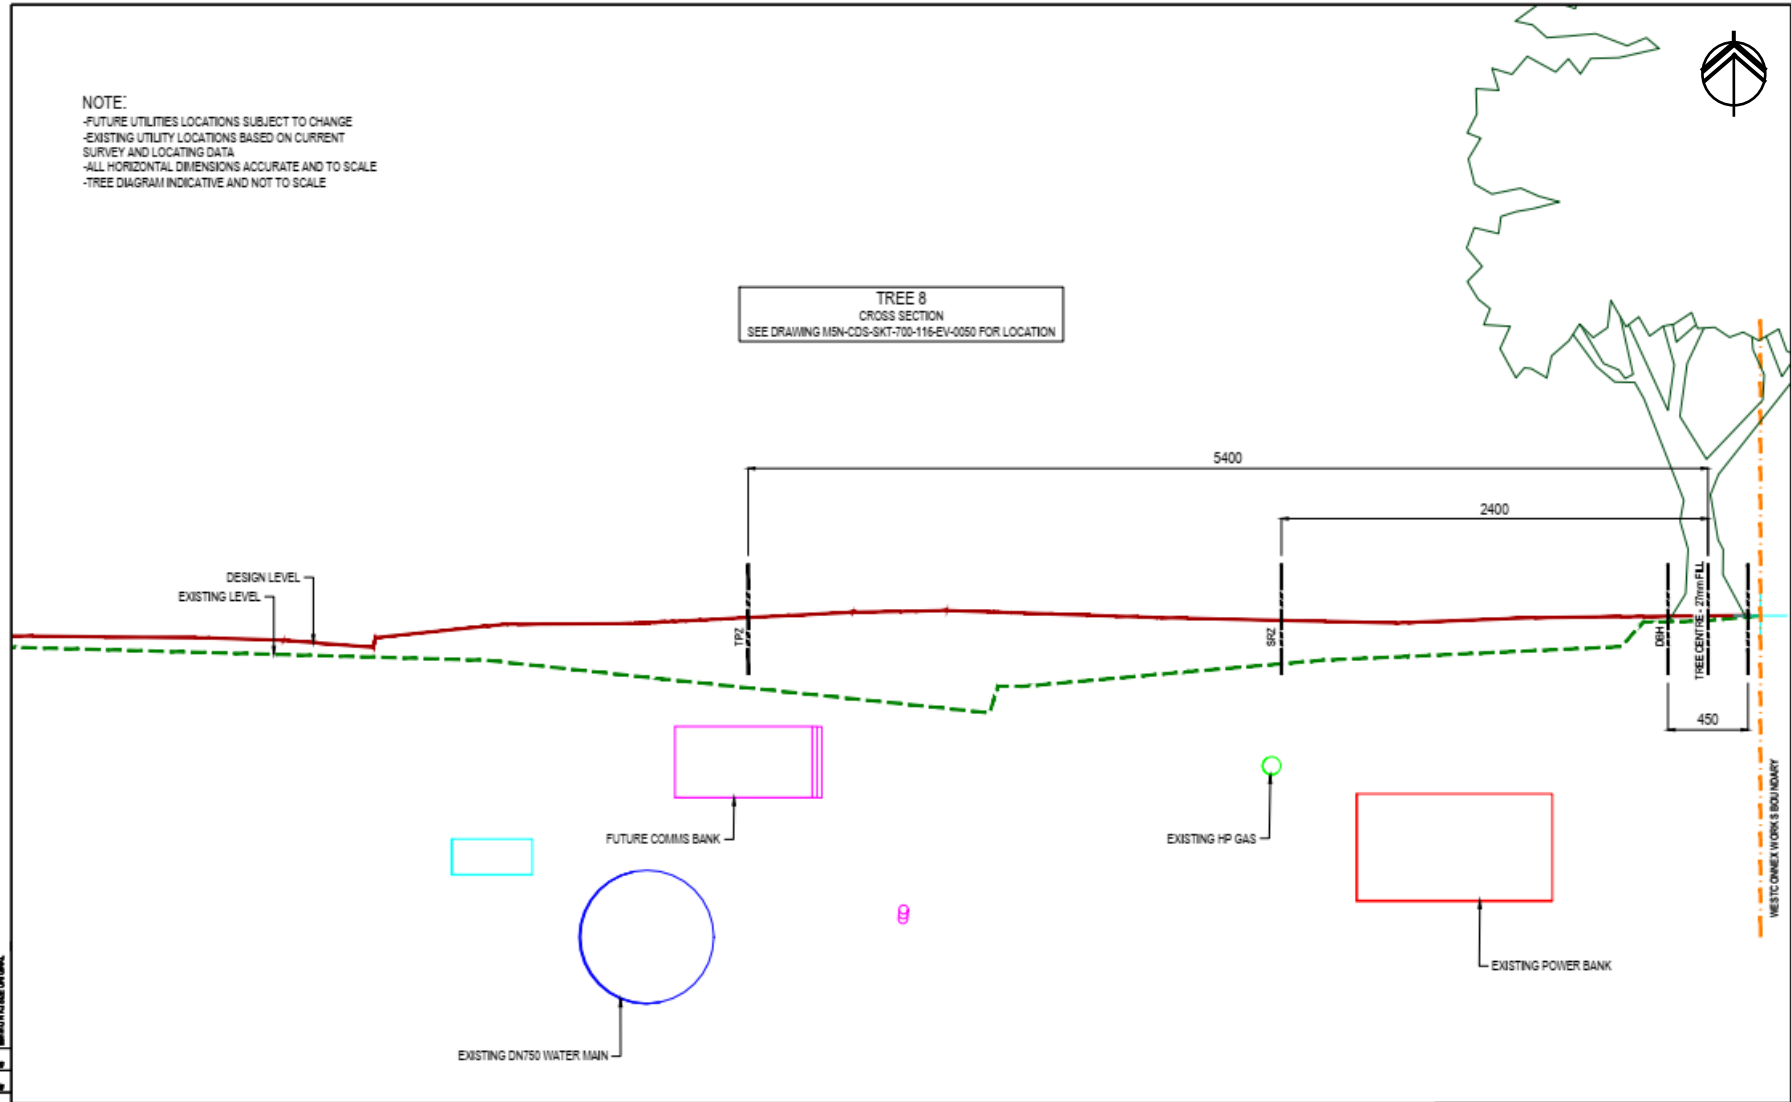 NOTE:
-FUTURE UTILITIES LOCATIONS SUBJECT TO CHANGE
-EXISTING UTILITY LOCATIONS BASED ON CURRENT
SURVEY AND LOCATING DATA
-ALL HORIZONTAL DIMENSIONS ACCURATE AND TO SCALE
-TREE DIAGRAM INDICATIVE AND NOT TO SCALE
TREE 8
CROSS SECTION
SEE DRAWING M5N-CDS-SKT-700-116-EV-0050 FOR LOCATION
5400
2400
DESIGN LEVEL
EXISTING LEVEL
TPZ
SRZ
DBH
TREE CENTRE - 27mm FILL
450
FUTURE COMMS BANK
EXISTING HP GAS
EXISTING POWER BANK
EXISTING DN750 WATER MAIN
WESTCONNEX WORKS BOUNDARY